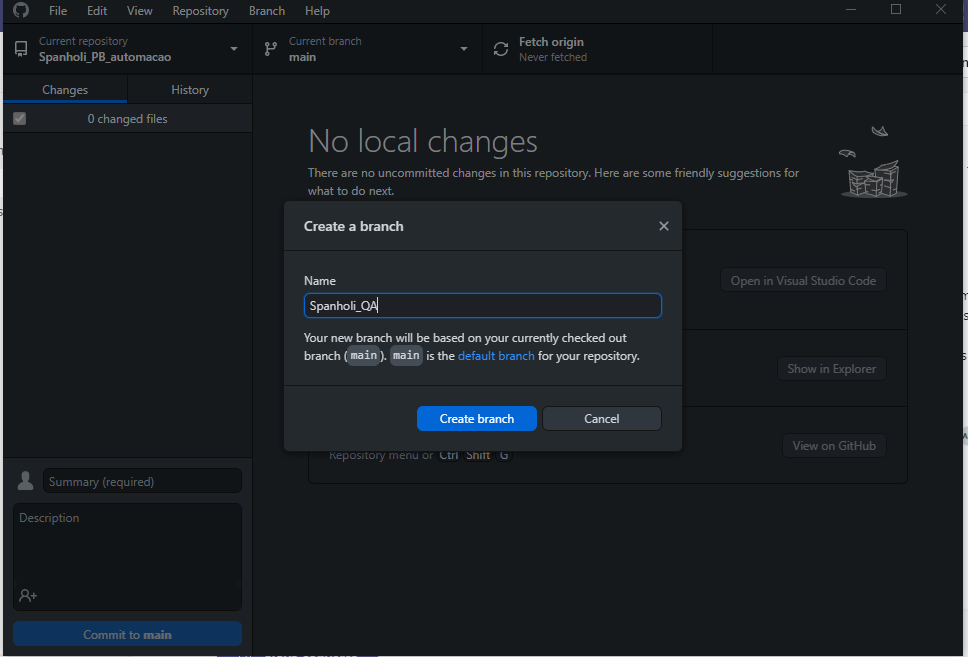 File Edit View Repository Branch Help
Current repository
Spanholi_PB_automacao
Current branch
main
Fetch origin
Never fetched
Changes History
0 changed files
No local changes
There are no uncommitted changes in this repository. Here are some friendly suggestions for
what to do next.
Create a branch
Name
Spanholi_QA
Your new branch will be based on your currently checked out
branch (main). main is the default branch for your repository.
Create branch Cancel
Open in Visual Studio Code
Show in Explorer
View on GitHub
Repository menu or Ctrl Shift G
Summary (required)
Description
Commit to main